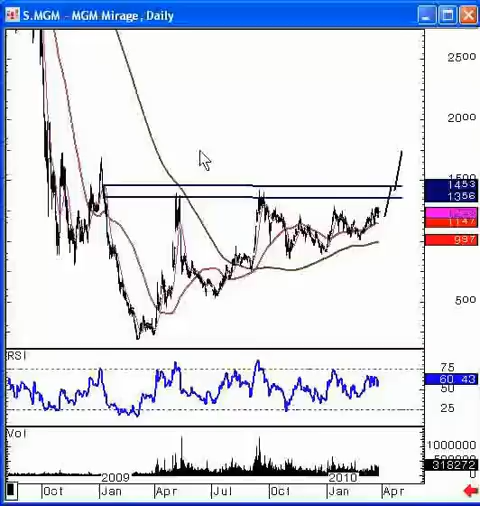 S.MGM - MGM Mirage, Daily
2500
2000
1500
1453
1356
1147
997
500
RSI
75
60.43
25
Vol
1000000
500000
318272
0
2009
2010
Oct
Jan
Apr
Jul
Oct
Jan
Apr